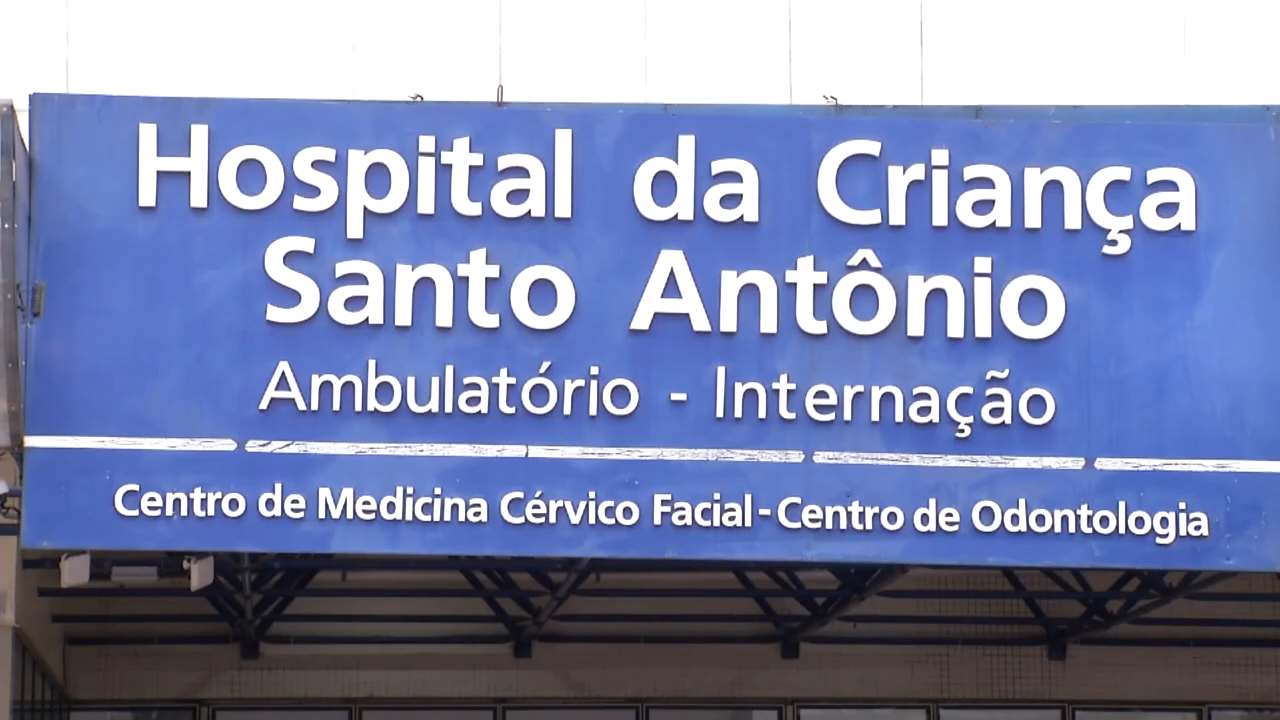 Hospital da Criança
Santo Antônio
Ambulatório - Internação
Centro de Medicina Cérvico Facial-Centro de Odontologia